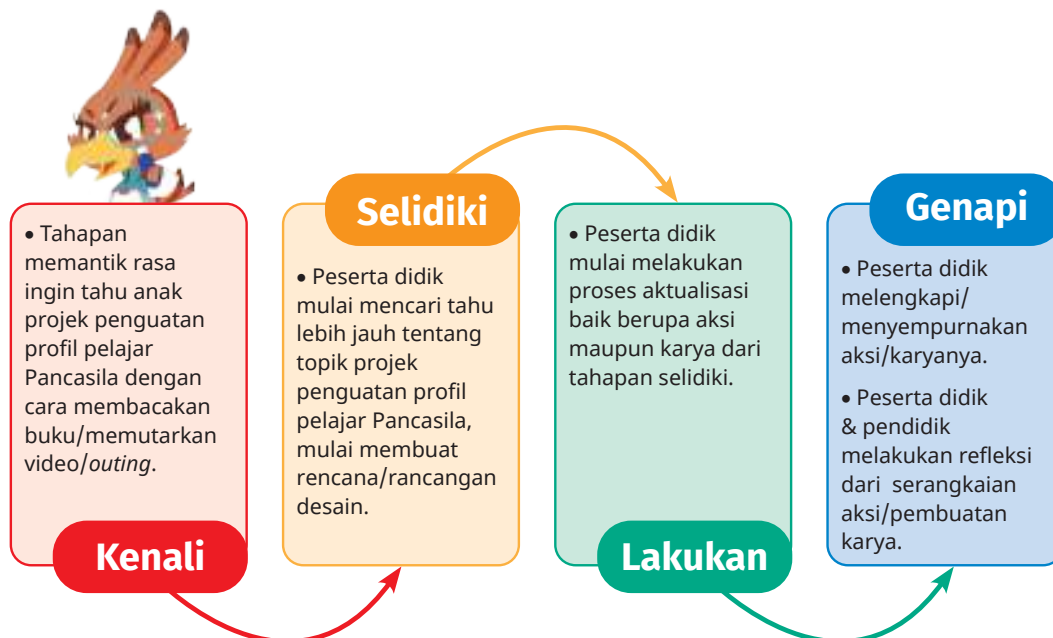 • Tahapan
memantik rasa
ingin tahu anak
projek penguatan
profil pelajar
Pancasila dengan
cara membacakan
buku/memutarkan
video/outing.
Kenali
Selidiki
• Peserta didik
mulai mencari tahu
lebih jauh tentang
topik projek
penguatan profil
pelajar Pancasila,
mulai membuat
rencana/rancangan
desain.
• Peserta didik
mulai melakukan
proses aktualisasi
baik berupa aksi
maupun karya dari
tahapan selidiki.
Lakukan
Genapi
• Peserta didik
melengkapi/
menyempurnakan
aksi/karyanya.
• Peserta didik
& pendidik
melakukan refleksi
dari serangkaian
aksi/pembuatan
karya.